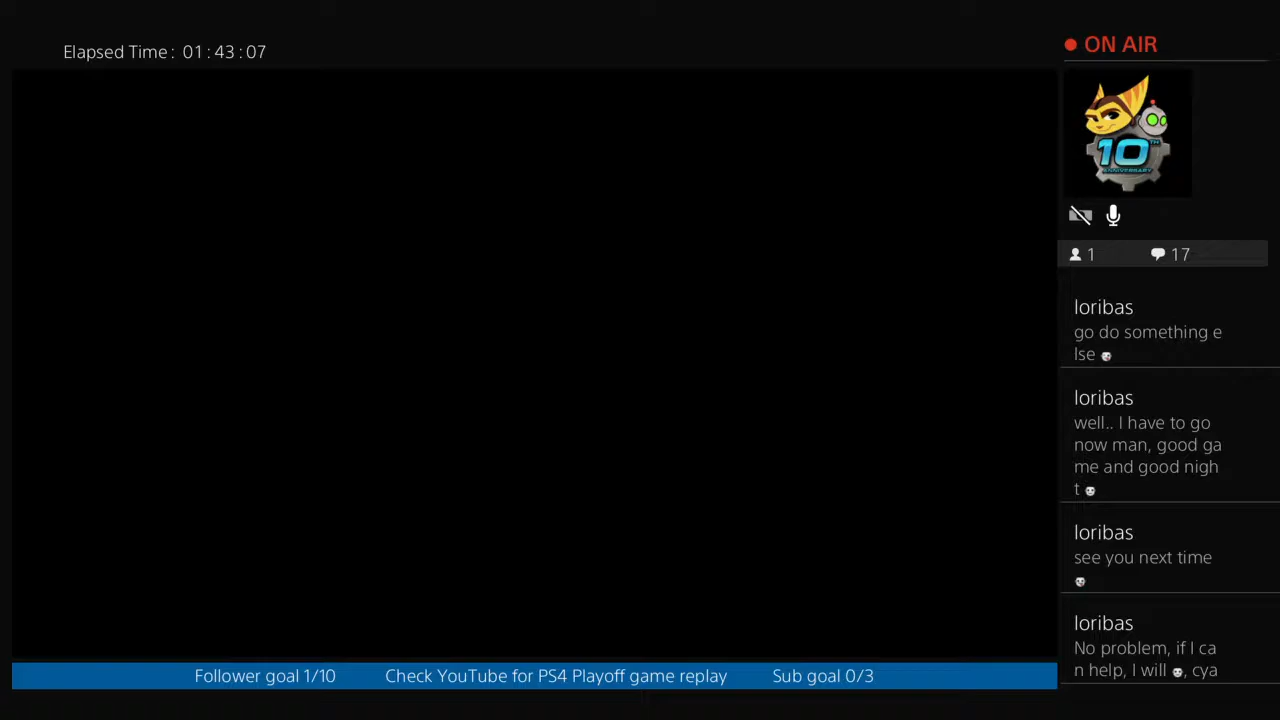 Elapsed Time: 01:43:07
ON AIR
10TH
ANNIVERSARY
1 17
loribas
go do something e
lse
loribas
well.. I have to go
now man, good ga
me and good nigh
t
loribas
see you next time
loribas
No problem, if I ca
n help, I will , cya
Follower goal 1/10 Check YouTube for PS4 Playoff game replay Sub goal 0/3